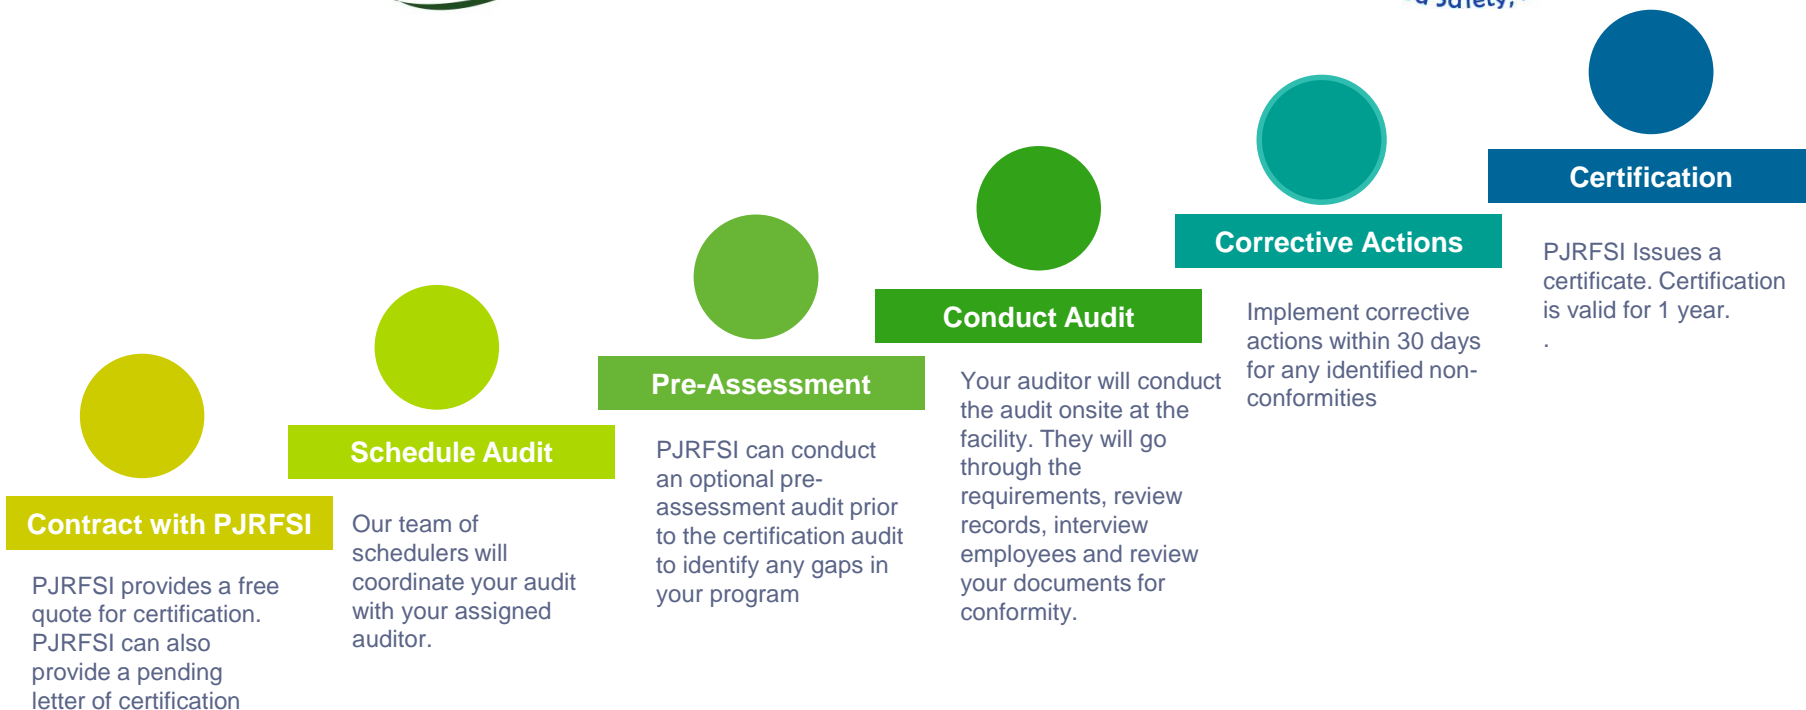 Safety,
Certification
PJRFSI Issues a
certificate. Certification
is valid for 1 year.
.
Corrective Actions
Implement corrective
actions within 30 days
for any identified non-
conformities
Conduct Audit
Your auditor will conduct
the audit onsite at the
facility. They will go
through the
requirements, review
records, interview
employees and review
your documents for
conformity.
Pre-Assessment
PJRFSI can conduct
an optional pre-
assessment audit prior
to the certification audit
to identify any gaps in
your program
Schedule Audit
Our team of
schedulers will
coordinate your audit
with your assigned
auditor.
Contract with PJRFSI
PJRFSI provides a free
quote for certification.
PJRFSI can also
provide a pending
letter of certification